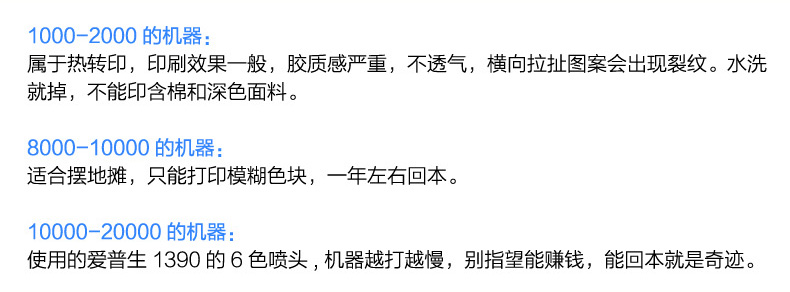 1000-2000 的机器：
属于热转印，印刷效果一般，胶质感严重，不透气，横向拉扯图案会出现裂纹。水洗
就掉，不能印含棉和深色面料。
8000-10000 的机器：
适合摆地摊，只能打印模糊色块，一年左右回本。
10000-20000 的机器：
使用的爱普生 1390 的 6 色喷头 , 机器越打越慢，别指望能赚钱，能回本就是奇迹。